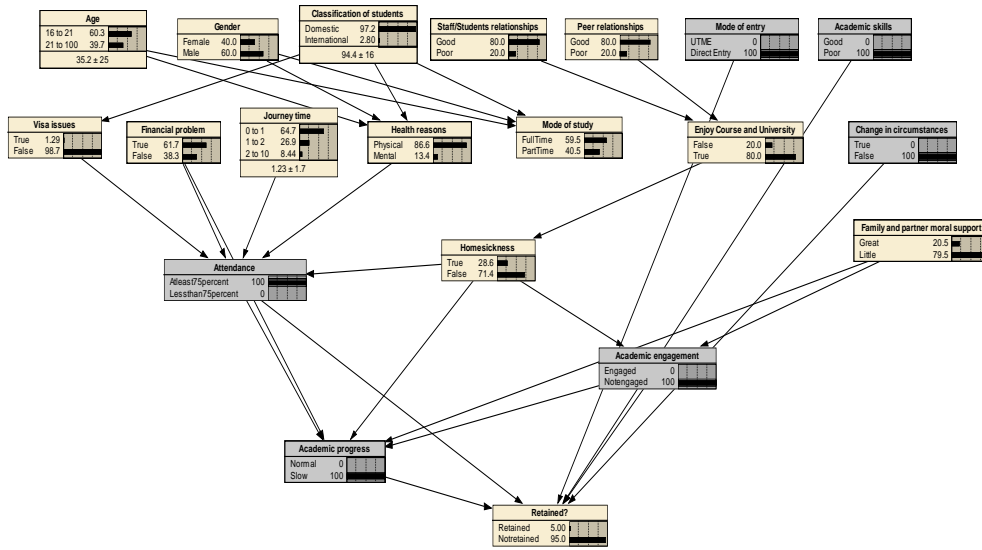 Age
16 to 21 60.3
21 to 100 39.7
35.2 ± 25
Gender
Female 40.0
Male 60.0
Classification of students
Domestic 97.2
International 2.80
94.4 ± 16
Staff/Students relationships
Good 80.0
Poor 20.0
Peer relationships
Good 80.0
Poor 20.0
Mode of entry
UTME 0
Direct Entry 100
Academic skills
Good 0
Poor 100
Visa issues
True 1.29
False 98.7
Financial problem
True 61.7
False 38.3
Journey time
0 to 1 64.7
1 to 2 26.9
2 to 10 8.44
1.23 ± 1.7
Health reasons
Physical 86.6
Mental 13.4
Mode of study
FullTime 59.5
PartTime 40.5
Enjoy Course and University
False 20.0
True 80.0
Change in circumstances
True 0
False 100
Family and partner moral support
Great 20.5
Little 79.5
Homesickness
True 28.6
False 71.4
Attendance
Atleast75percent 100
Lessthan75percent 0
Academic engagement
Engaged 0
Notengaged 100
Academic progress
Normal 0
Slow 100
Retained?
Retained 5.00
Notretained 95.0